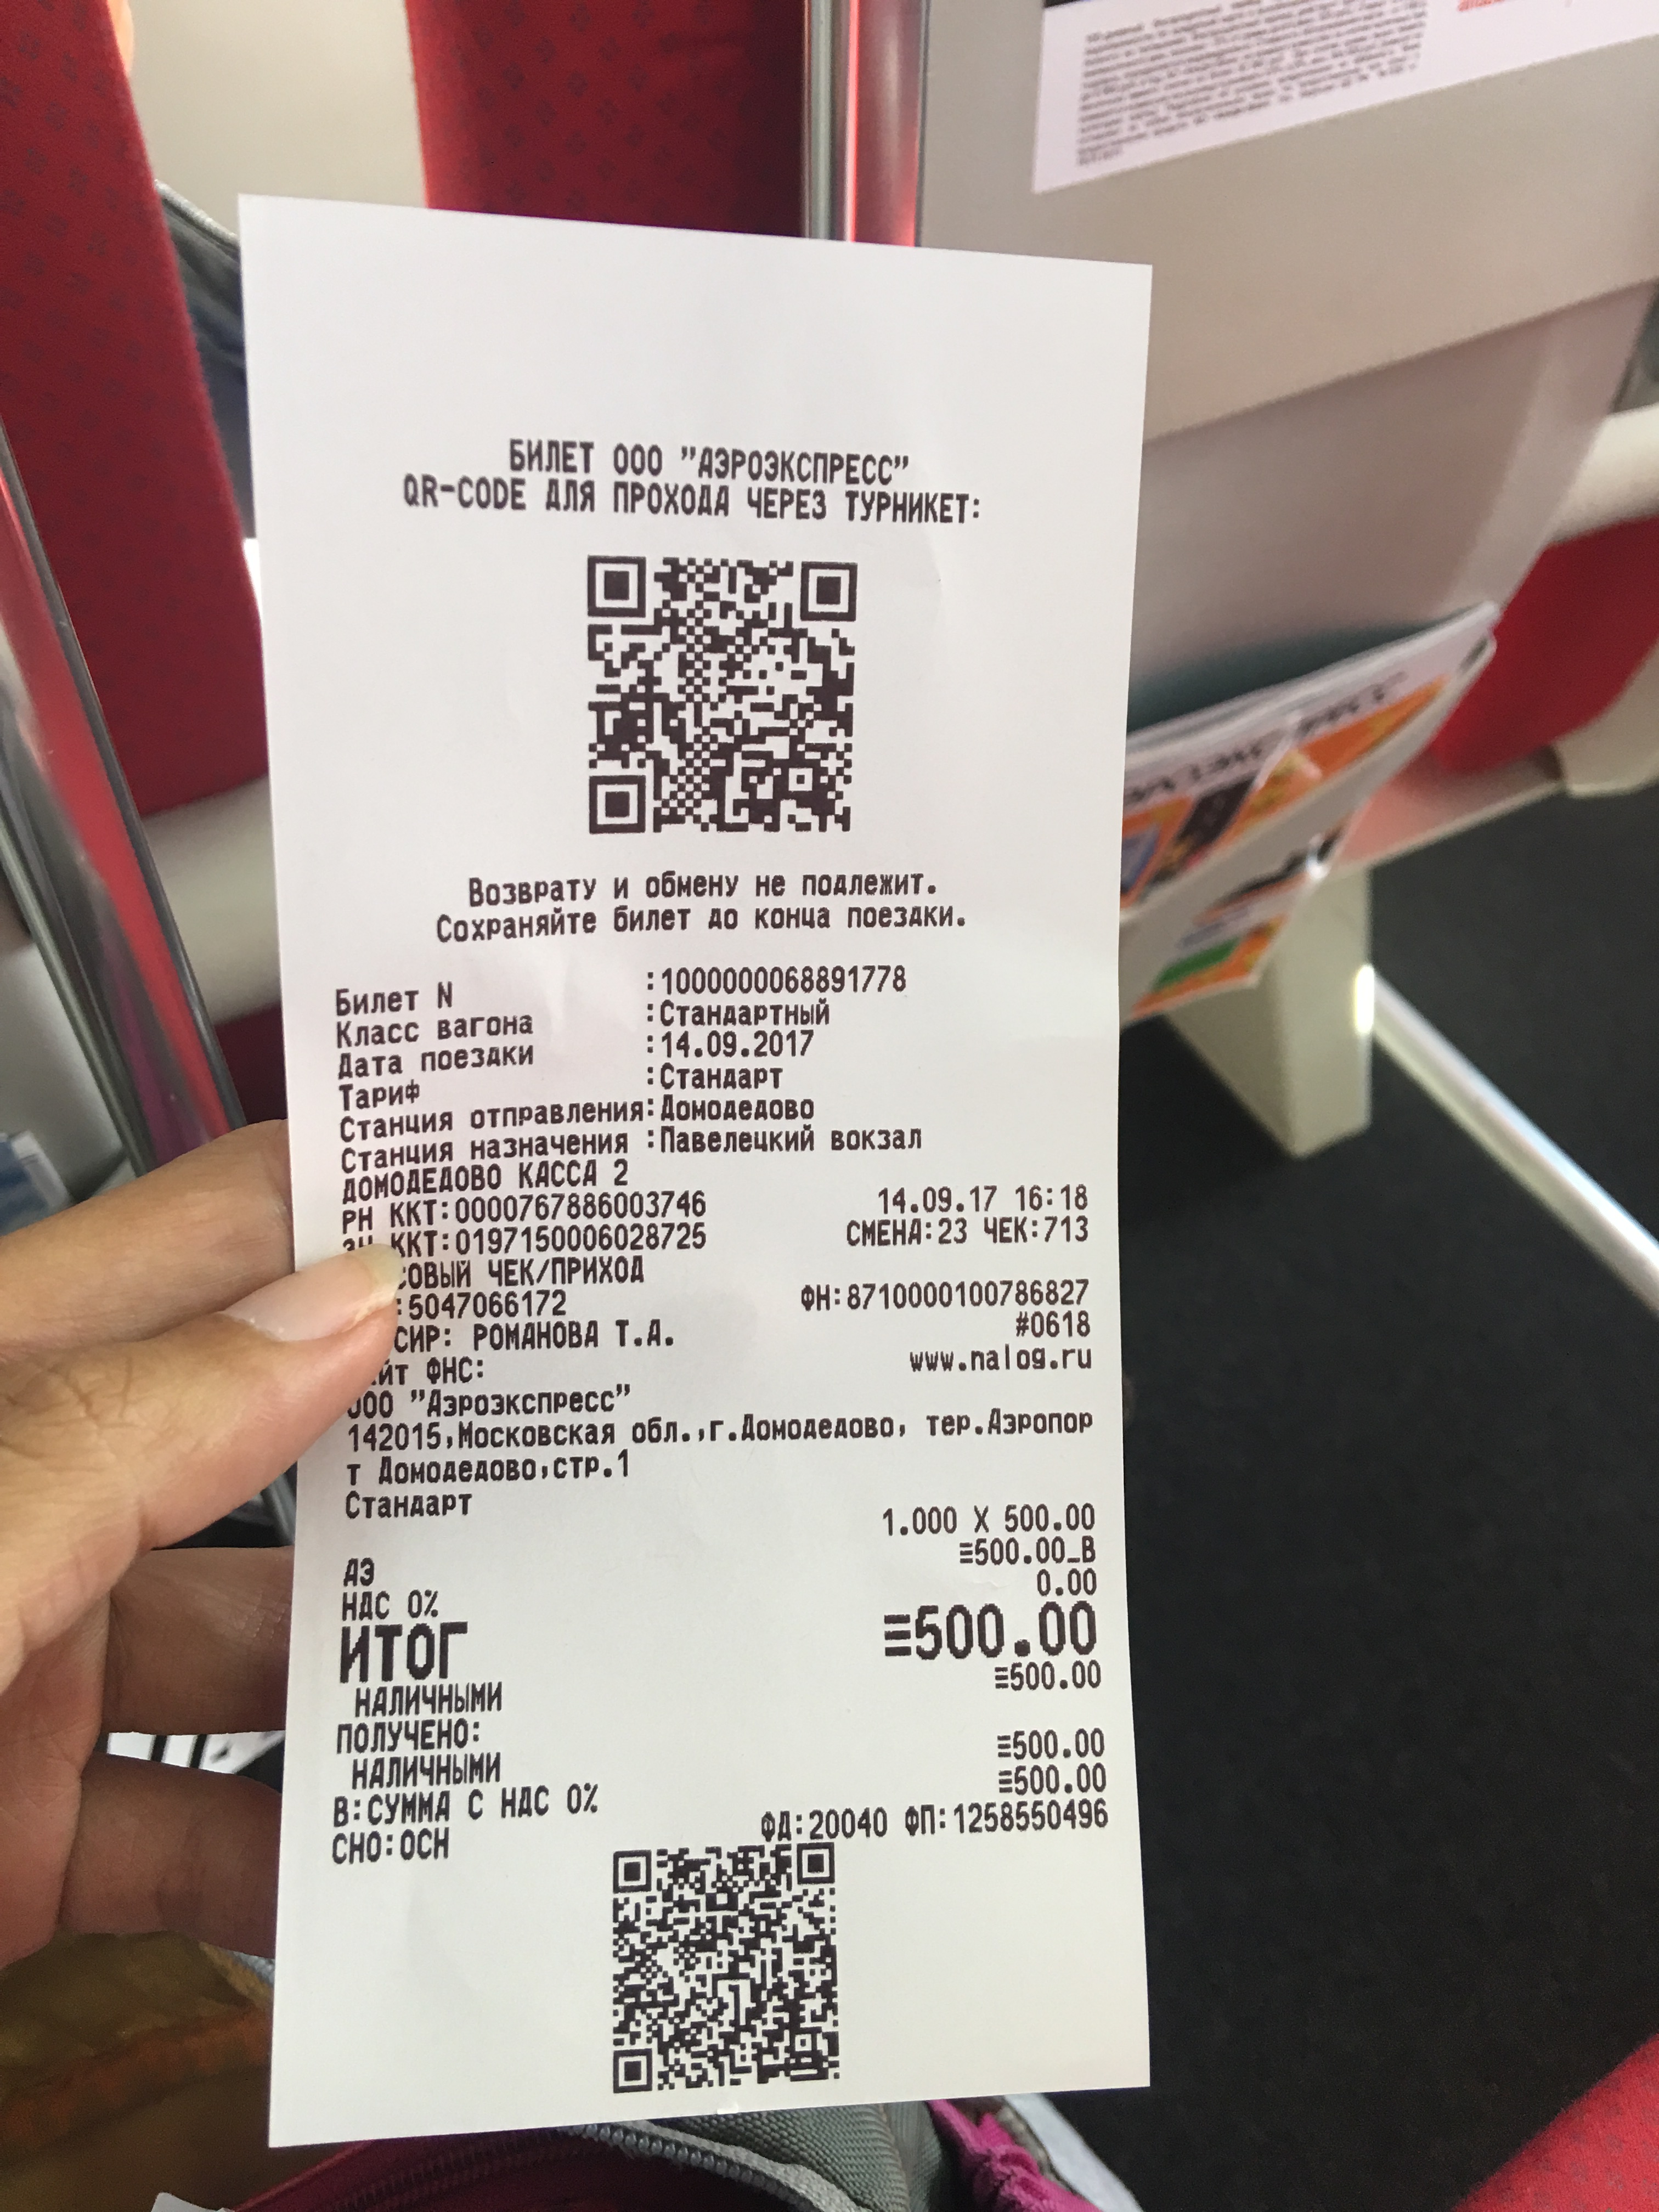 БИЛЕТ ООО "АЭРОЭКСПРЕСС"
QR-CODE ДЛЯ ПРОХОДА ЧЕРЕЗ ТУРНИКЕТ:
Возврату и обмену не подлежит.
Сохраняйте билет до конца поездки.
Билет N :1000000068891778
Класс вагона :Стандартный
Дата поездки :14.09.2017
Тариф :Стандарт
Станция отправления:Домодедово
Станция назначения :Павелецкий вокзал
ДОМОДЕДОВО КАССА 2
РН ККТ:0000767886003746 14.09.17 16:18
ЗН ККТ:0197150006028725 СМЕНА:23 ЧЕК:713
СОВЫЙ ЧЕК/ПРИХОД
:5047066172 ФН:8710000100786827
СИР: РОМАНОВА Т.А. #0618
йт ФНС: www.nalog.ru
ООО "Аэроэкспресс"
142015,Московская обл.,г.Домодедово, тер.Аэропор
т Домодедово,стр.1
Стандарт
1.000 X 500.00
АЭ ≡500.00_В
НДС 0% 0.00
ИТОГ ≡500.00
НАЛИЧНЫМИ ≡500.00
ПОЛУЧЕНО:
НАЛИЧНЫМИ ≡500.00
В:СУММА С НДС 0% ≡500.00
СНО:ОСН ФД:20040 ФП:1258550496